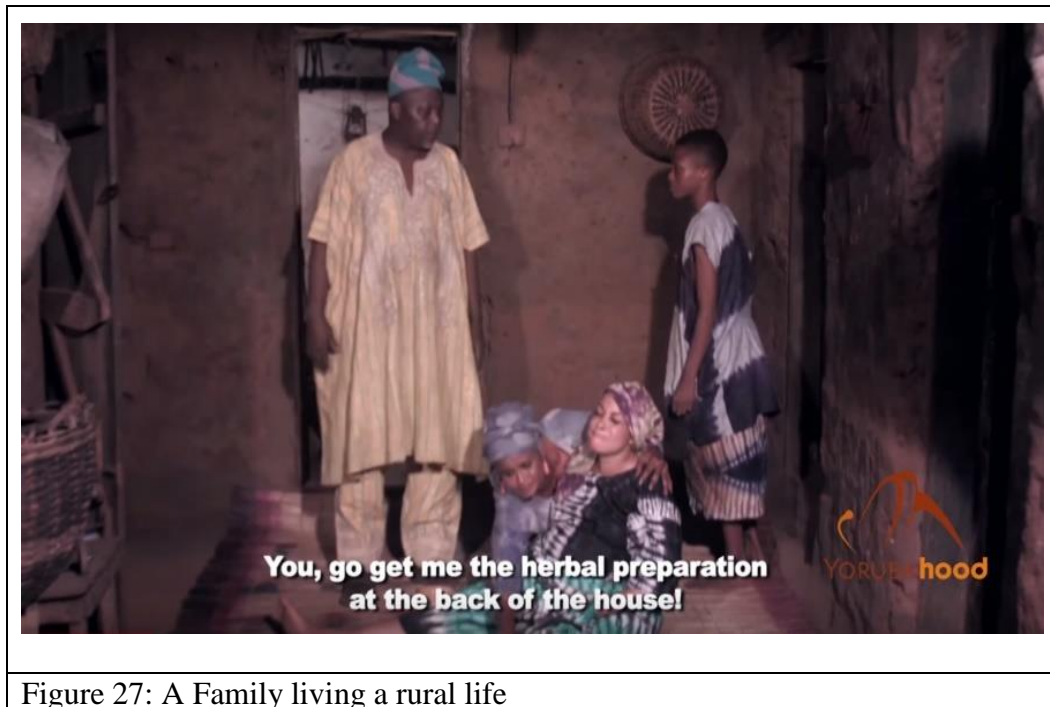 You, go get me the herbal preparation
at the back of the house!
YORUBAhood
Figure 27: A Family living a rural life